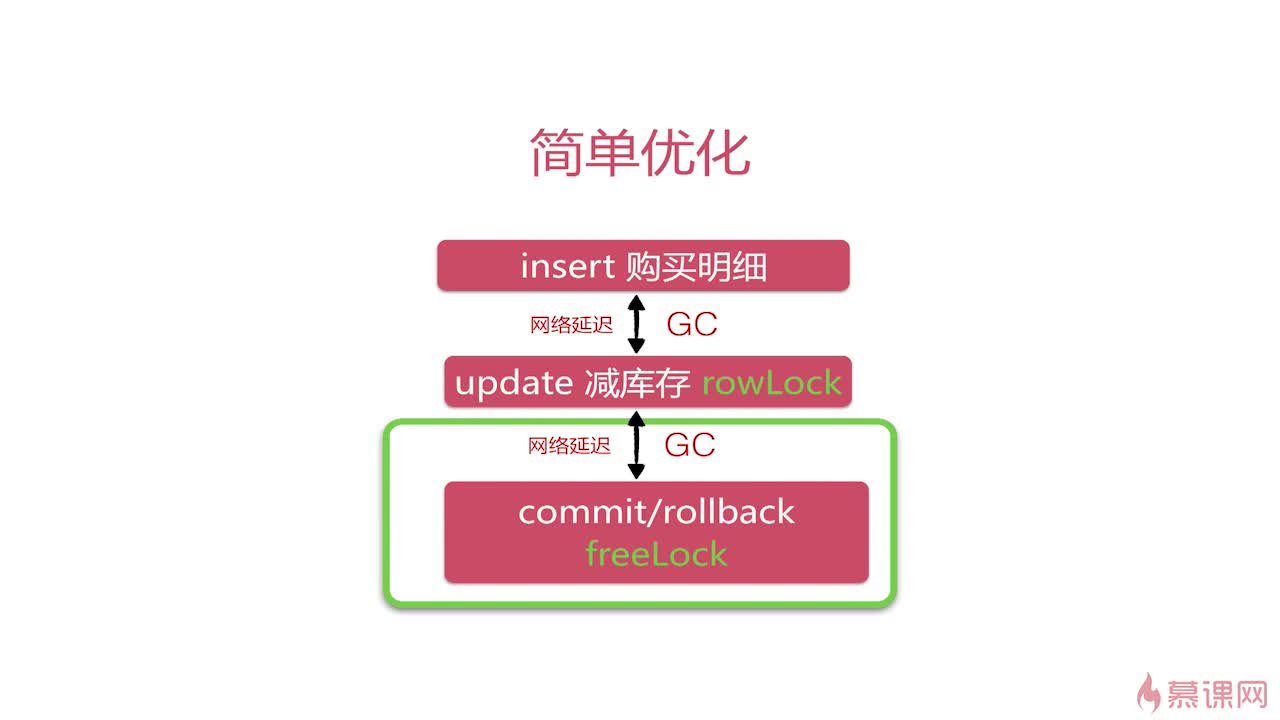 简单优化
insert 购买明细
网络延迟 GC
update 减库存 rowLock
网络延迟 GC
commit/rollback
freeLock
慕课网